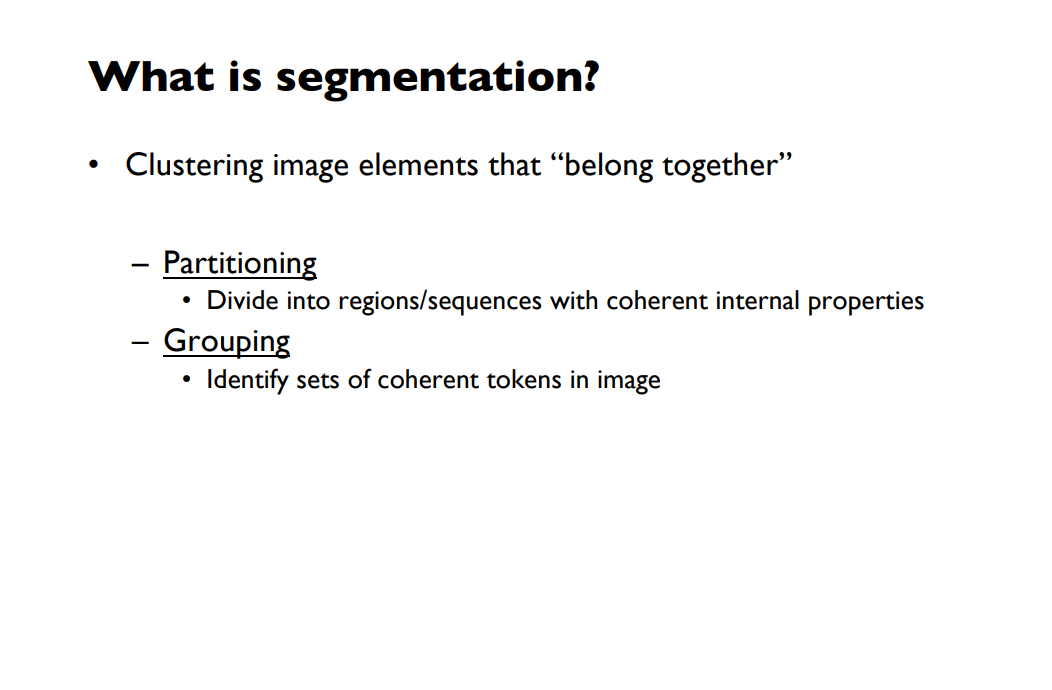 What is segmentation?
• Clustering image elements that “belong together”
– Partitioning
• Divide into regions/sequences with coherent internal properties
– Grouping
• Identify sets of coherent tokens in image